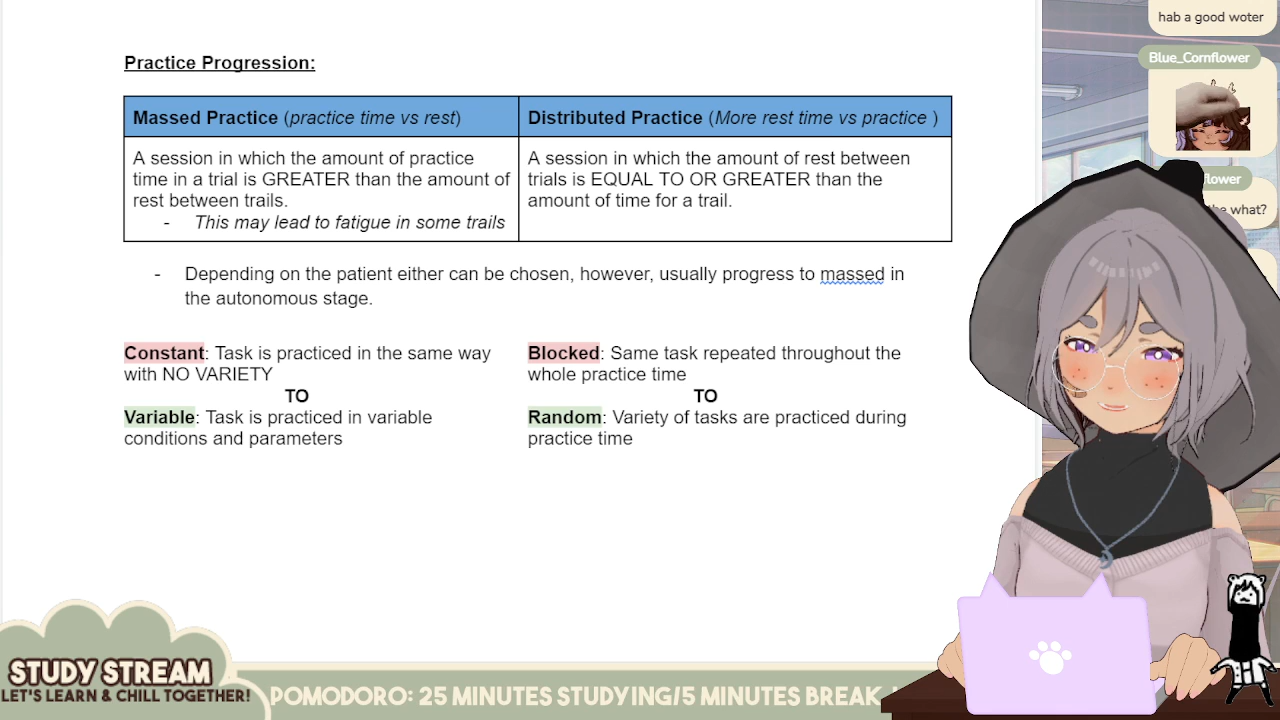 Practice Progression:
Massed Practice (practice time vs rest)
Distributed Practice (More rest time vs practice )
A session in which the amount of practice
time in a trial is GREATER than the amount of
rest between trails.
- This may lead to fatigue in some trails
A session in which the amount of rest between
trials is EQUAL TO OR GREATER than the
amount of time for a trail.
- Depending on the patient either can be chosen, however, usually progress to massed in
the autonomous stage.
Constant: Task is practiced in the same way
with NO VARIETY
TO
Variable: Task is practiced in variable
conditions and parameters
Blocked: Same task repeated throughout the
whole practice time
TO
Random: Variety of tasks are practiced during
practice time
hab a good woter
Blue_Cornflower
flower
what?
STUDY STREAM
LET'S LEARN & CHILL TOGETHER!
POMODORO: 25 MINUTES STUDYING/5 MINUTES BREAK